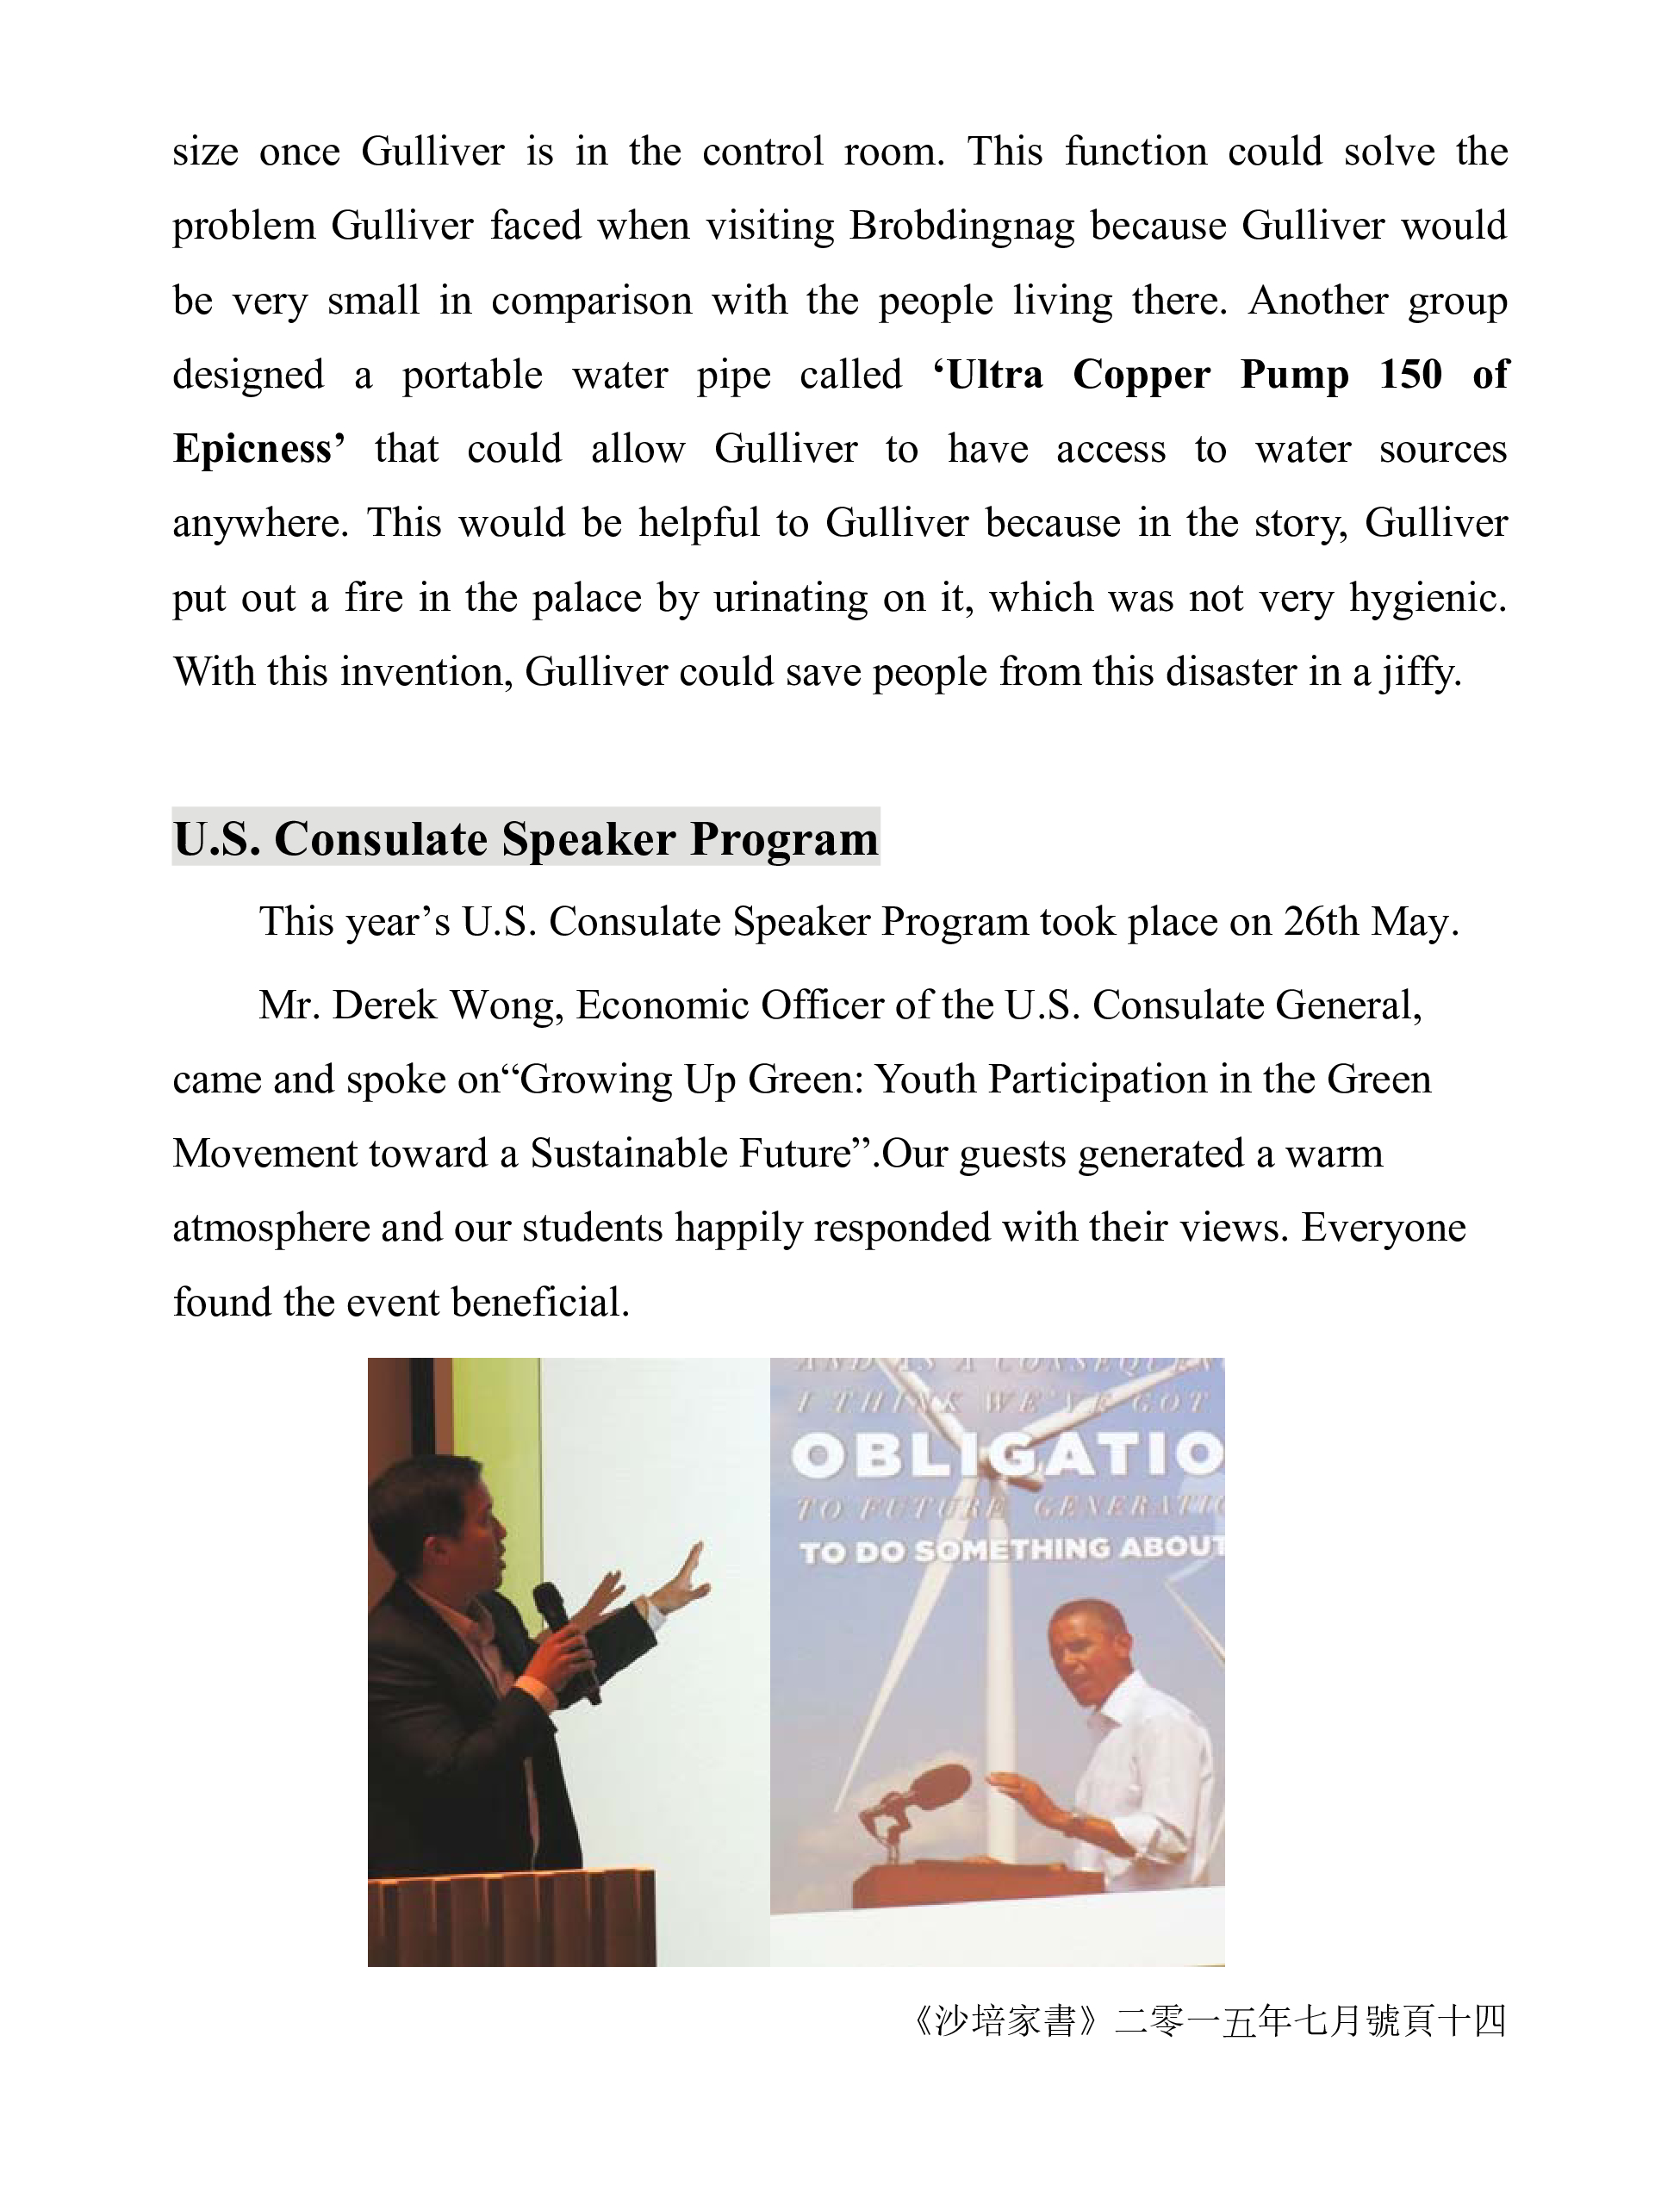 size once Gulliver is in the control room. This function could solve the
problem Gulliver faced when visiting Brobdingnag because Gulliver would
be very small in comparison with the people living there. Another group
designed a portable water pipe called ‘Ultra Copper Pump 150 of
Epicness’ that could allow Gulliver to have access to water sources
anywhere. This would be helpful to Gulliver because in the story, Gulliver
put out a fire in the palace by urinating on it, which was not very hygienic.
With this invention, Gulliver could save people from this disaster in a jiffy.
U.S. Consulate Speaker Program
This year’s U.S. Consulate Speaker Program took place on 26th May.
Mr. Derek Wong, Economic Officer of the U.S. Consulate General,
came and spoke on“Growing Up Green: Youth Participation in the Green
Movement toward a Sustainable Future”.Our guests generated a warm
atmosphere and our students happily responded with their views. Everyone
found the event beneficial.
AND AS A CONSEQUEN
I THINK WE'VE GOT
OBLIGATIO
TO FUTURE GENERATIO
TO DO SOMETHING ABOUT
《沙培家書》二零一五年七月號頁十四